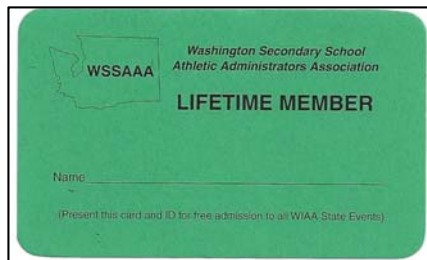 WSSAAA
Washington Secondary School
Athletic Administrators Association
LIFETIME MEMBER
Name
(Present this card and ID for free admission to all WIAA State Events)